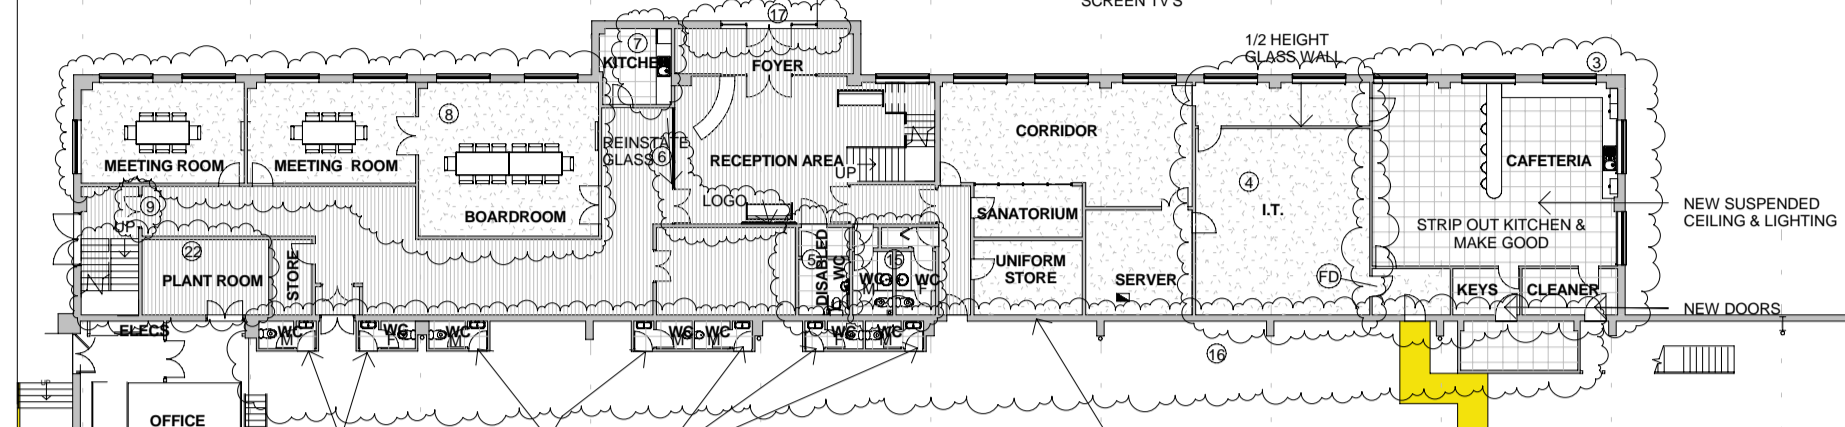 SCREEN TV'S
17
7
KITCHEN
FOYER
1/2 HEIGHT
GLASS WALL
3
8
REINSTATE
GLASS
6
MEETING ROOM
MEETING ROOM
BOARDROOM
RECEPTION AREA
UP
LOGO
CORRIDOR
SANATORIUM
UNIFORM
STORE
SERVER
4
I.T.
FD
CAFETERIA
STRIP OUT KITCHEN &
MAKE GOOD
NEW SUSPENDED
CEILING & LIGHTING
KEYS
CLEANER
NEW DOORS
9
UP
22
PLANT ROOM
STORE
5
DISABLED
WC
15
WC
M
WC
F
ELECS
WC
M
WC
F
WC
M
WC
M
WC
M
WC
F
WC
M
16
UP
OFFICE